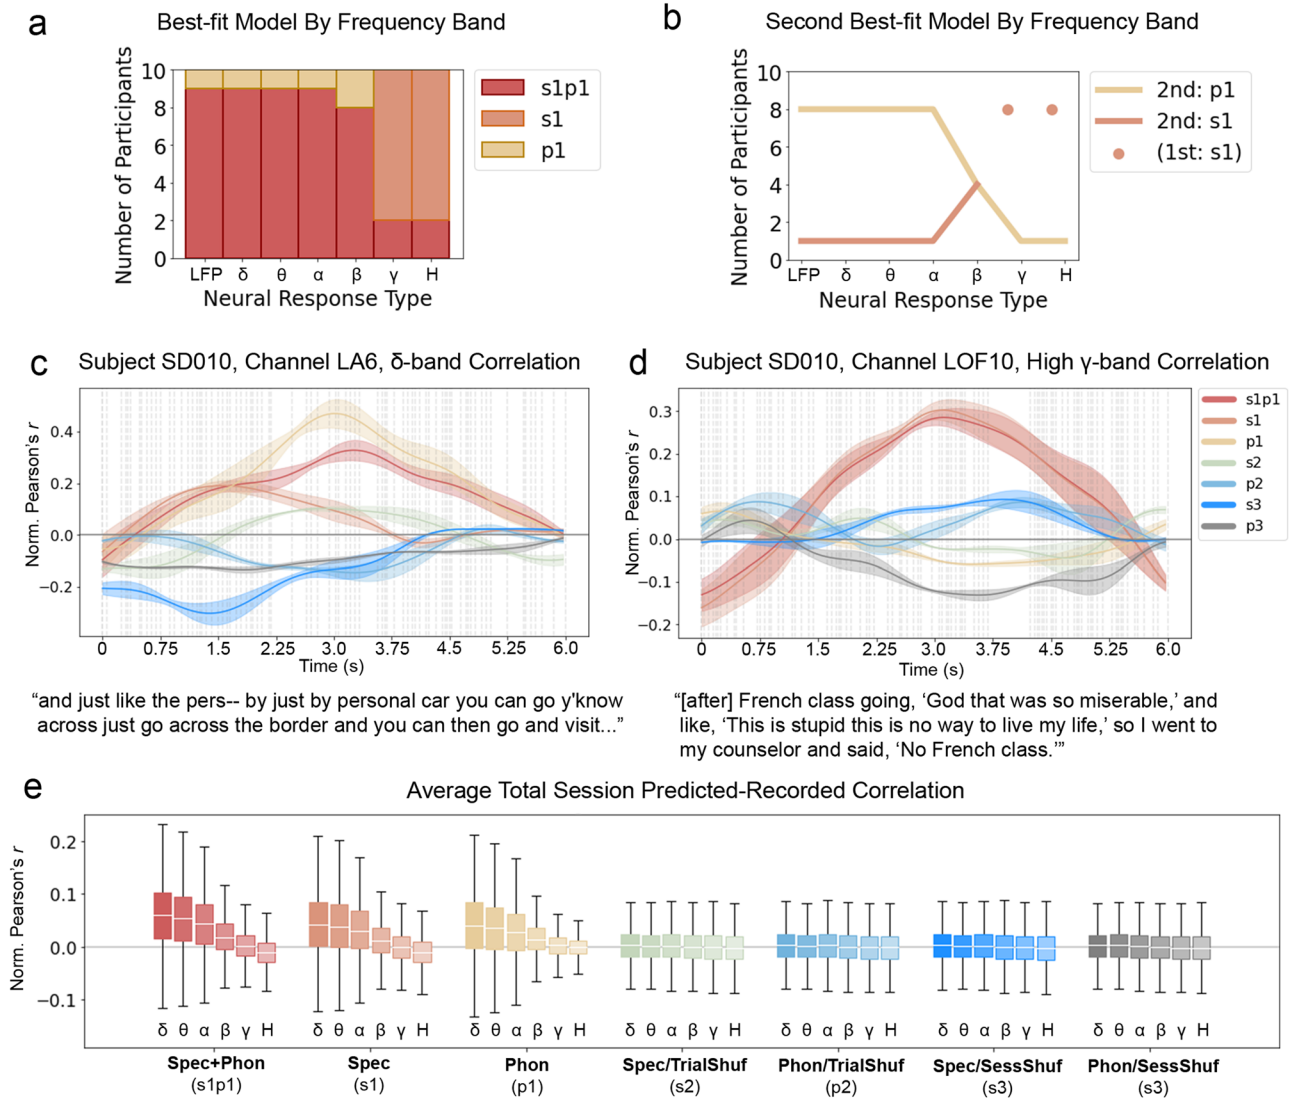 a
Best-fit Model By Frequency Band
Number of Participants
10
8
6
4
2
0
LFP δ θ α β γ H
Neural Response Type
s1p1
s1
p1
b
Second Best-fit Model By Frequency Band
Number of Participants
10
8
6
4
2
0
LFP δ θ α β γ H
Neural Response Type
2nd: p1
2nd: s1
(1st: s1)
c
Subject SD010, Channel LA6, δ-band Correlation
Norm. Pearson's r
0.4
0.2
0.0
−0.2
0 0.75 1.5 2.25 3.0 3.75 4.5 5.25 6.0
Time (s)
“and just like the pers-- by just by personal car you can go y'know
across just go across the border and you can then go and visit...”
d
Subject SD010, Channel LOF10, High γ-band Correlation
Norm. Pearson's r
0.3
0.2
0.1
0.0
−0.1
−0.2
0 0.75 1.5 2.25 3.0 3.75 4.5 5.25 6.0
Time (s)
s1p1
s1
p1
s2
p2
s3
p3
“[after] French class going, ‘God that was so miserable,’ and
like, ‘This is stupid this is no way to live my life,’ so I went to
my counselor and said, ‘No French class.’”
e
Average Total Session Predicted-Recorded Correlation
Norm. Pearson's r
0.2
0.1
0.0
−0.1
δ θ α β γ H δ θ α β γ H δ θ α β γ H δ θ α β γ H δ θ α β γ H δ θ α β γ H δ θ α β γ H
Spec+Phon Spec Phon Spec/TrialShuf Phon/TrialShuf Spec/SessShuf Phon/SessShuf
(s1p1) (s1) (p1) (s2) (p2) (s3) (s3)